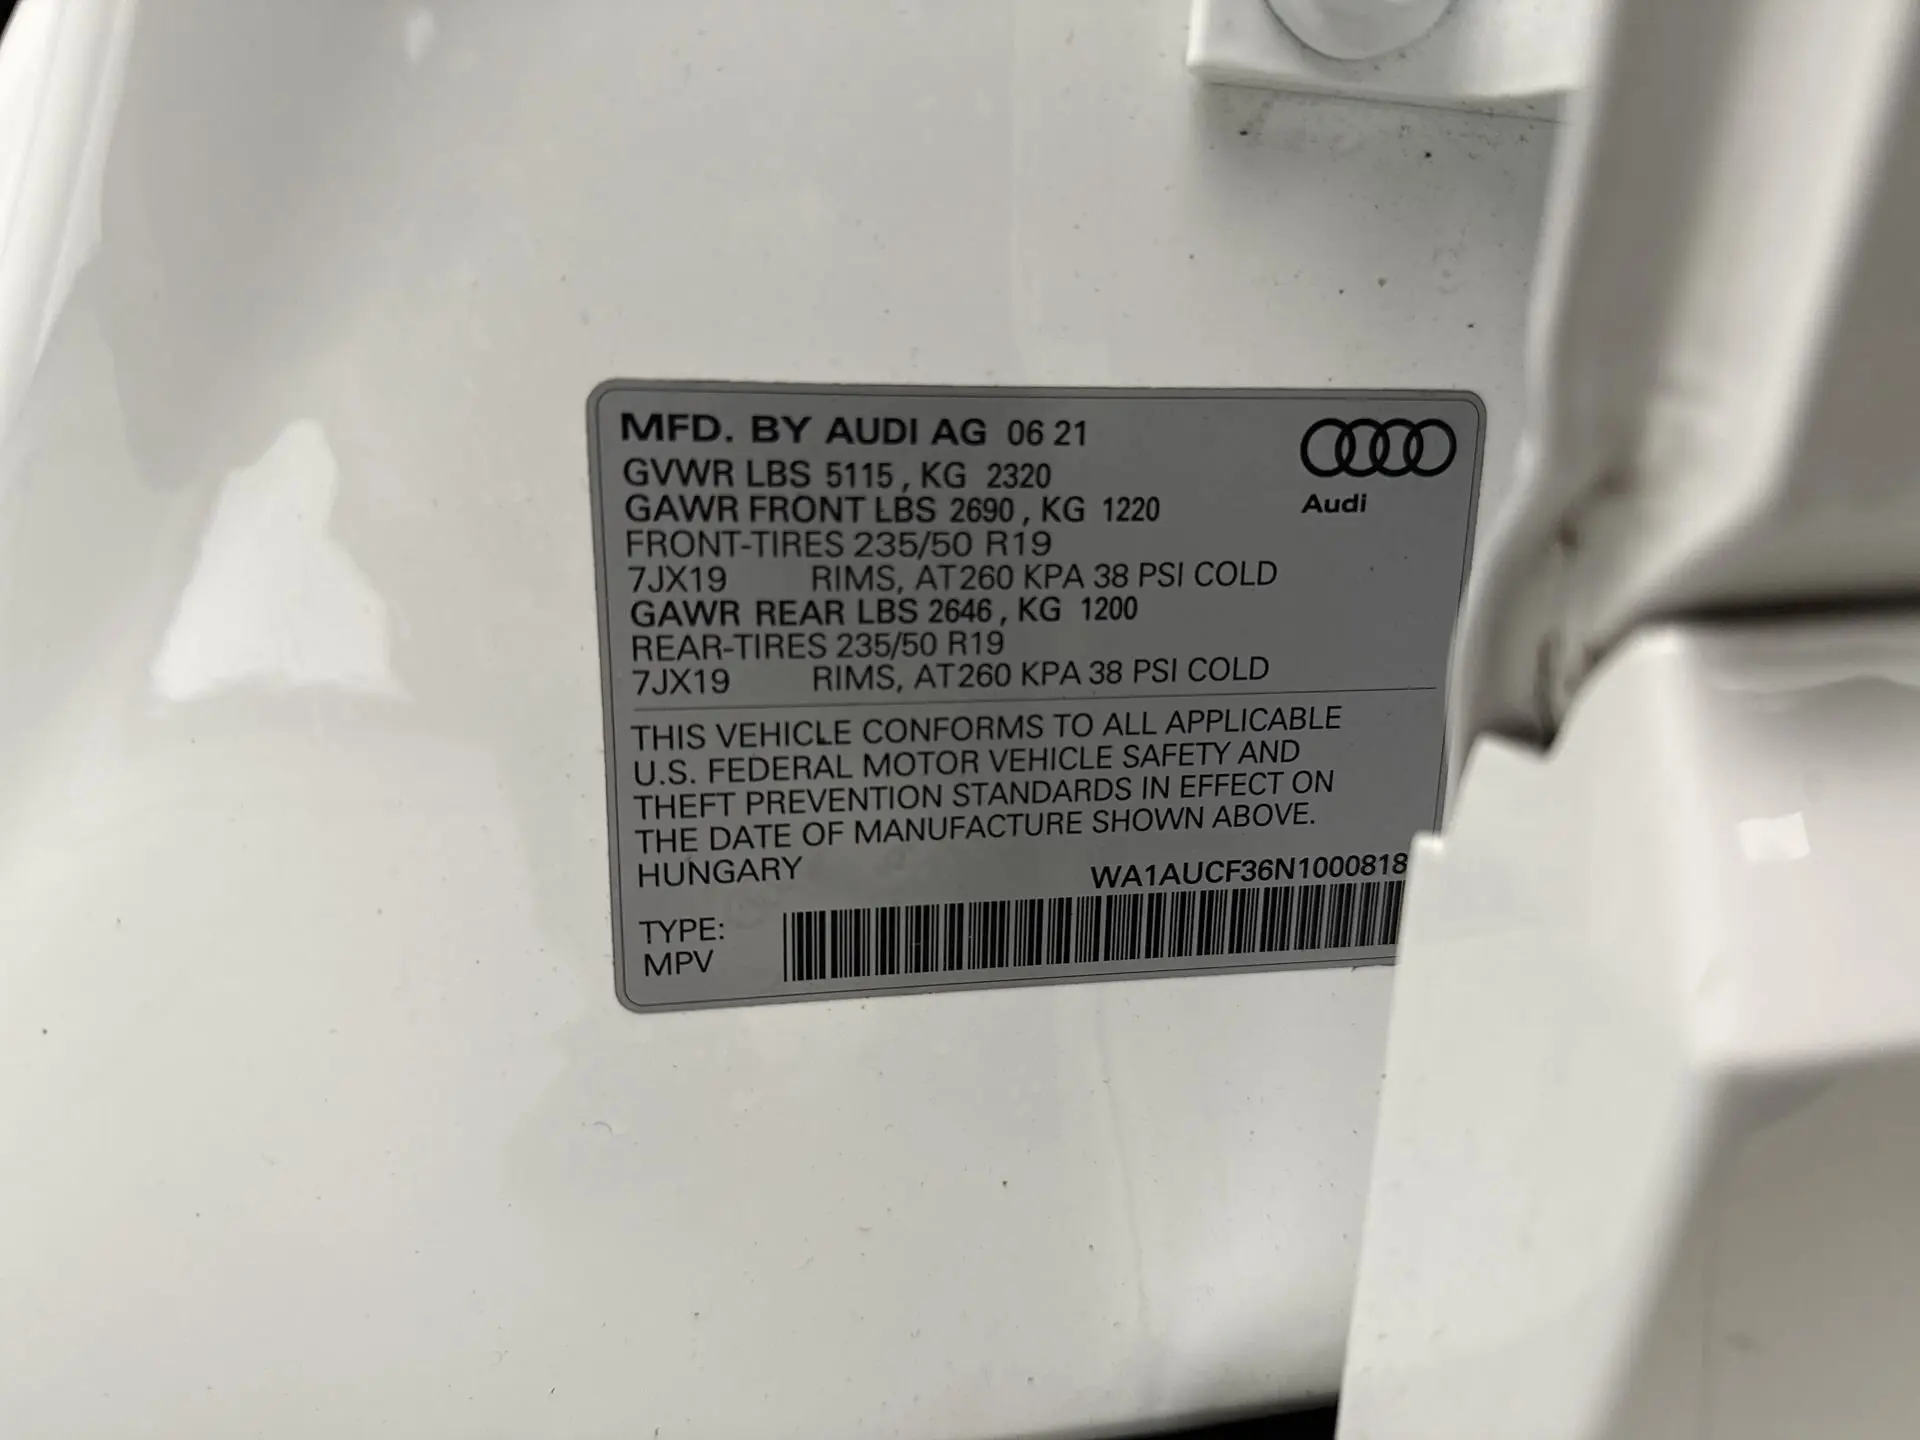 MFD. BY AUDI AG 06 21
GVWR LBS 5115, KG 2320
GAWR FRONT LBS 2690, KG 1220
FRONT-TIRES 235/50 R19
7JX19 RIMS, AT 260 KPA 38 PSI COLD
GAWR REAR LBS 2646, KG 1200
REAR-TIRES 235/50 R19
7JX19 RIMS, AT 260 KPA 38 PSI COLD
Audi
THIS VEHICLE CONFORMS TO ALL APPLICABLE
U.S. FEDERAL MOTOR VEHICLE SAFETY AND
THEFT PREVENTION STANDARDS IN EFFECT ON
THE DATE OF MANUFACTURE SHOWN ABOVE.
HUNGARY WA1AUCF36N1000818
TYPE:
MPV